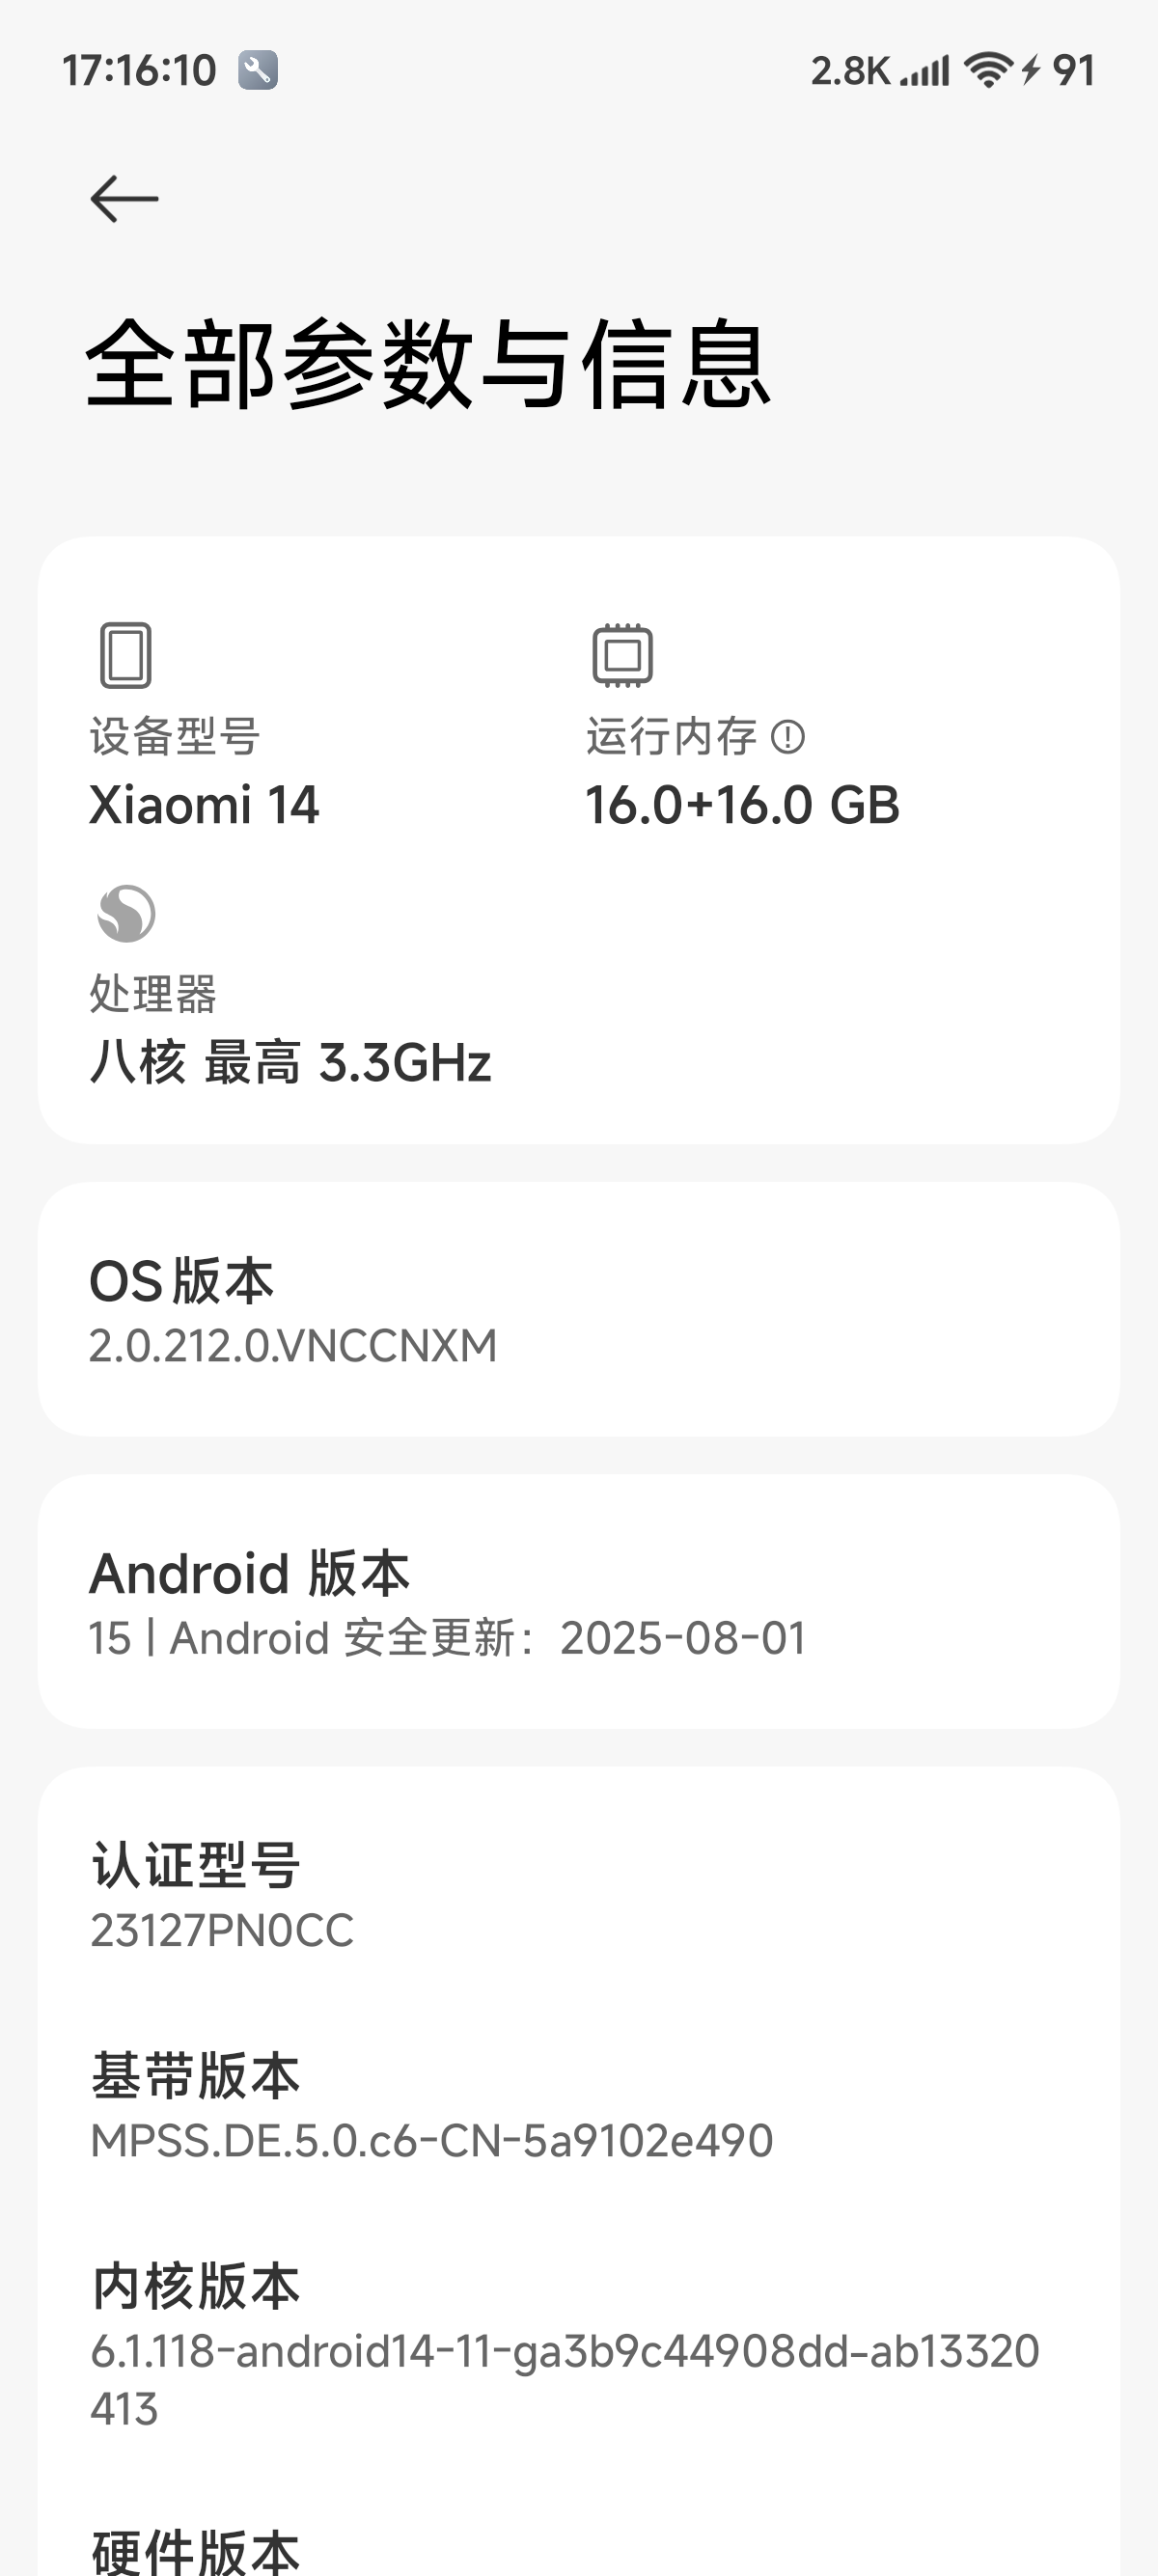 17:16:10 2.8K 91
全部参数与信息
设备型号
Xiaomi 14
运行内存
16.0+16.0 GB
处理器
八核 最高 3.3GHz
OS版本
2.0.212.0.VNCCNXM
Android 版本
15 | Android 安全更新：2025-08-01
认证型号
23127PN0CC
基带版本
MPSS.DE.5.0.c6-CN-5a9102e490
内核版本
6.1.118-android14-11-ga3b9c44908dd-ab13320
413
硬件版本